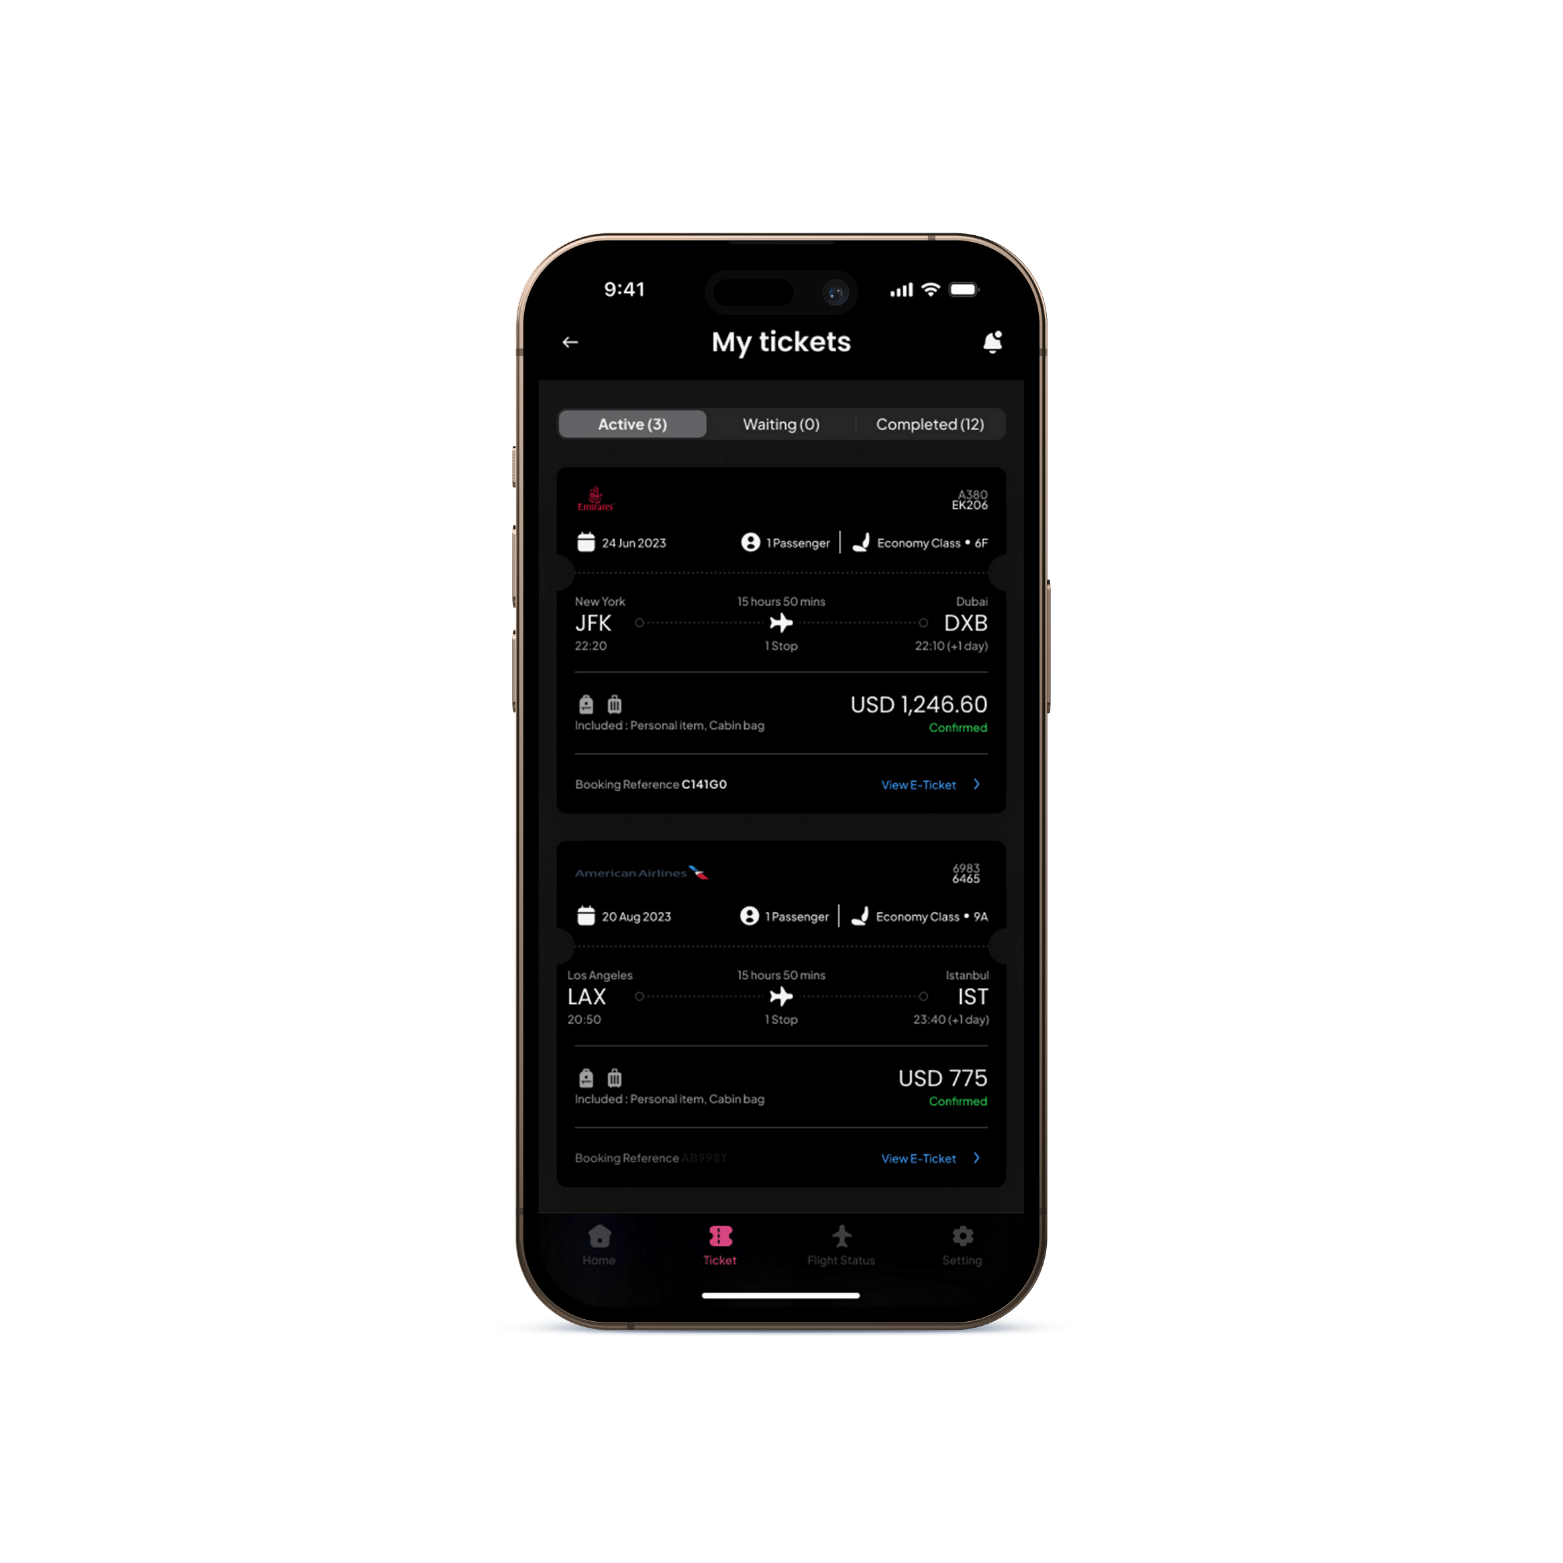 9:41
My tickets
Active (3) Waiting (0) Completed (12)
Emirates
A380
EK206
24 Jun 2023 1 Passenger Economy Class • 6F
New York 15 hours 50 mins Dubai
JFK DXB
22:20 1 Stop 22:10 (+1 day)
USD 1,246.60
Included : Personal item, Cabin bag Confirmed
Booking Reference C141G0 View E-Ticket
American Airlines
6983
6465
20 Aug 2023 1 Passenger Economy Class • 9A
Los Angeles 15 hours 50 mins Istanbul
LAX IST
20:50 1 Stop 23:40 (+1 day)
USD 775
Included : Personal item, Cabin bag Confirmed
Booking Reference AB998T View E-Ticket
Home Ticket Flight Status Setting